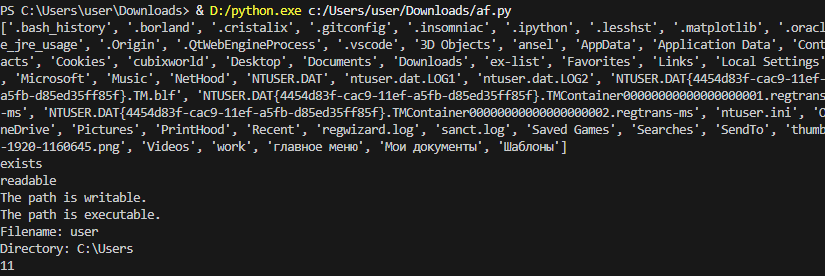 PS C:\Users\user\Downloads> & D:/python.exe c:/Users/user/Downloads/af.py
['.bash_history', '.borland', '.cristalix', '.gitconfig', '.insomniac', '.ipython', '.lesshst', '.matplotlib', '.oracl
e_jre_usage', '.Origin', '.QtWebEngineProcess', '.vscode', '3D Objects', 'ansel', 'AppData', 'Application Data', 'Cont
acts', 'Cookies', 'cubixworld', 'Desktop', 'Documents', 'Downloads', 'ex-list', 'Favorites', 'Links', 'Local Settings'
, 'Microsoft', 'Music', 'NetHood', 'NTUSER.DAT', 'ntuser.dat.LOG1', 'ntuser.dat.LOG2', 'NTUSER.DAT{4454d83f-cac9-11ef-
a5fb-d85ed35ff85f}.TM.blf', 'NTUSER.DAT{4454d83f-cac9-11ef-a5fb-d85ed35ff85f}.TMContainer00000000000000000001.regtrans
-ms', 'NTUSER.DAT{4454d83f-cac9-11ef-a5fb-d85ed35ff85f}.TMContainer00000000000000000002.regtrans-ms', 'ntuser.ini', 'O
neDrive', 'Pictures', 'PrintHood', 'Recent', 'regwizard.log', 'sanct.log', 'Saved Games', 'Searches', 'SendTo', 'thumb
-1920-1160645.png', 'Videos', 'work', 'главное меню', 'Мои документы', 'Шаблоны']
exists
readable
The path is writable.
The path is executable.
Filename: user
Directory: C:\Users
11